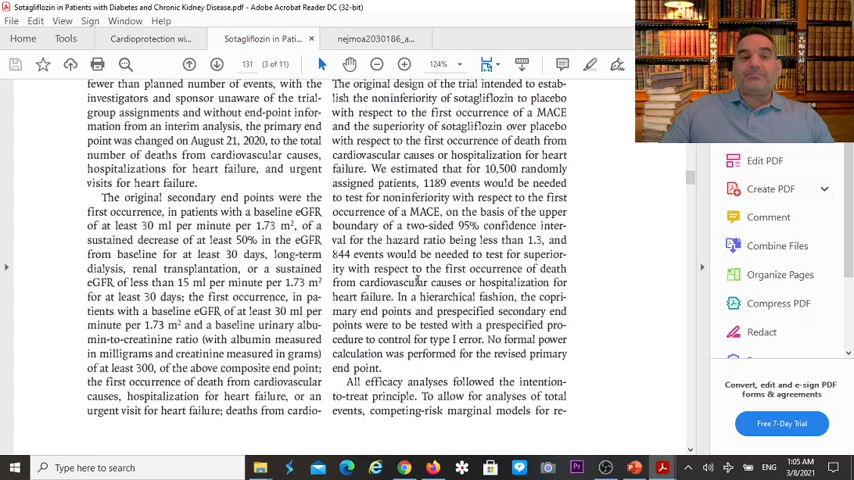 Sotagliflozin in Patients with Diabetes and Chronic Kidney Disease.pdf - Adobe Acrobat Reader DC (32-bit)
File Edit View Sign Window Help
Home Tools Cardioprotection wi... Sotagliflozin in Pati... × nejmoa2030186_a...
131 (3 of 11) 124%
fewer than planned number of events, with the
investigators and sponsor unaware of the trial-
group assignments and without end-point infor-
mation from an interim analysis, the primary end
point was changed on August 21, 2020, to the total
number of deaths from cardiovascular causes,
hospitalizations for heart failure, and urgent
visits for heart failure.
The original secondary end points were the
first occurrence, in patients with a baseline eGFR
of at least 30 ml per minute per 1.73 m², of a
sustained decrease of at least 50% in the eGFR
from baseline for at least 30 days, long-term
dialysis, renal transplantation, or a sustained
eGFR of less than 15 ml per minute per 1.73 m²
for at least 30 days; the first occurrence, in pa-
tients with a baseline eGFR of at least 30 ml per
minute per 1.73 m² and a baseline urinary albu-
min-to-creatinine ratio (with albumin measured
in milligrams and creatinine measured in grams)
of at least 300, of the above composite end point;
the first occurrence of death from cardiovascular
causes, hospitalization for heart failure, or an
urgent visit for heart failure; deaths from cardio-
The original design of the trial intended to estab-
lish the noninferiority of sotagliflozin to placebo
with respect to the first occurrence of a MACE
and the superiority of sotagliflozin over placebo
with respect to the first occurrence of death from
cardiovascular causes or hospitalization for heart
failure. We estimated that for 10,500 randomly
assigned patients, 1189 events would be needed
to test for noninferiority with respect to the first
occurrence of a MACE, on the basis of the upper
boundary of a two-sided 95% confidence inter-
val for the hazard ratio being less than 1.3, and
844 events would be needed to test for superior-
ity with respect to the first occurrence of death
from cardiovascular causes or hospitalization for
heart failure. In a hierarchical fashion, the copri-
mary end points and prespecified secondary end
points were to be tested with a prespecified pro-
cedure to control for type I error. No formal power
calculation was performed for the revised primary
end point.
All efficacy analyses followed the intention-
to-treat principle. To allow for analyses of total
events, competing-risk marginal models for re-
Edit PDF
Create PDF
Comment
Combine Files
Organize Pages
Compress PDF
Redact
Convert, edit and e-sign PDF
forms & agreements
Free 7-Day Trial
Type here to search
ENG
1:05 AM
3/8/2021